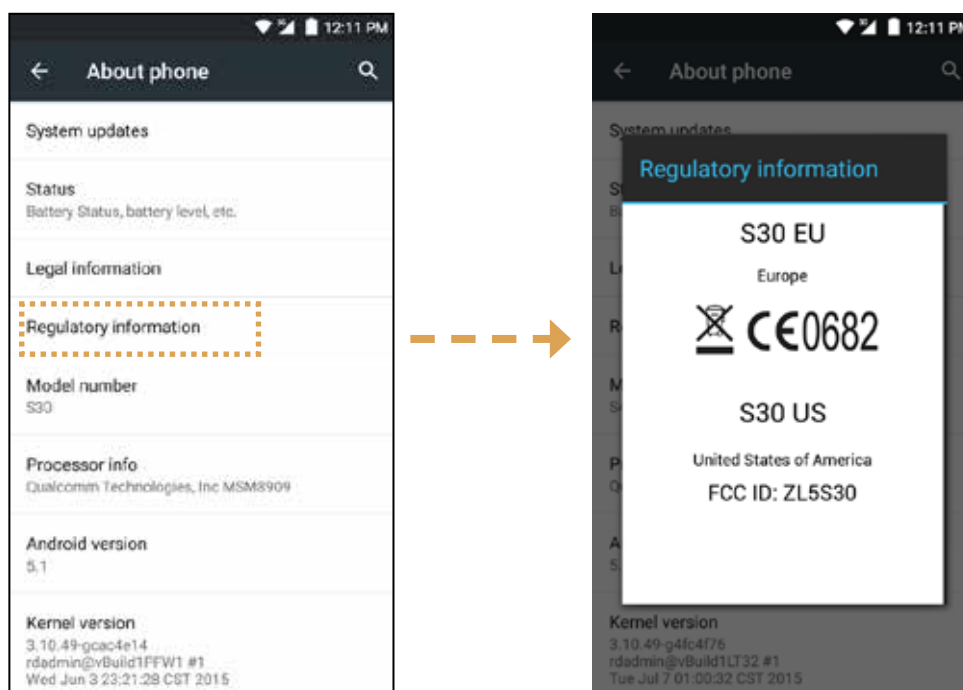 12:11 PM
About phone
System updates
Status
Battery Status, battery level, etc.
Legal information
Regulatory information
Model number
S30
Processor info
Qualcomm Technologies, Inc MSM8909
Android version
5.1
Kernel version
3.10.49-gcac4e14
rdadmin@vBuild1FFW1 #1
Wed Jun 3 23:21:28 CST 2015
12:11 PM
About phone
System updates
Regulatory information
S30 EU
Europe
CE0682
S30 US
United States of America
FCC ID: ZL5S30
Kernel version
3.10.49-g4fc4f76
rdadmin@vBuild1LT32 #1
Tue Jul 7 01:00:32 CST 2015